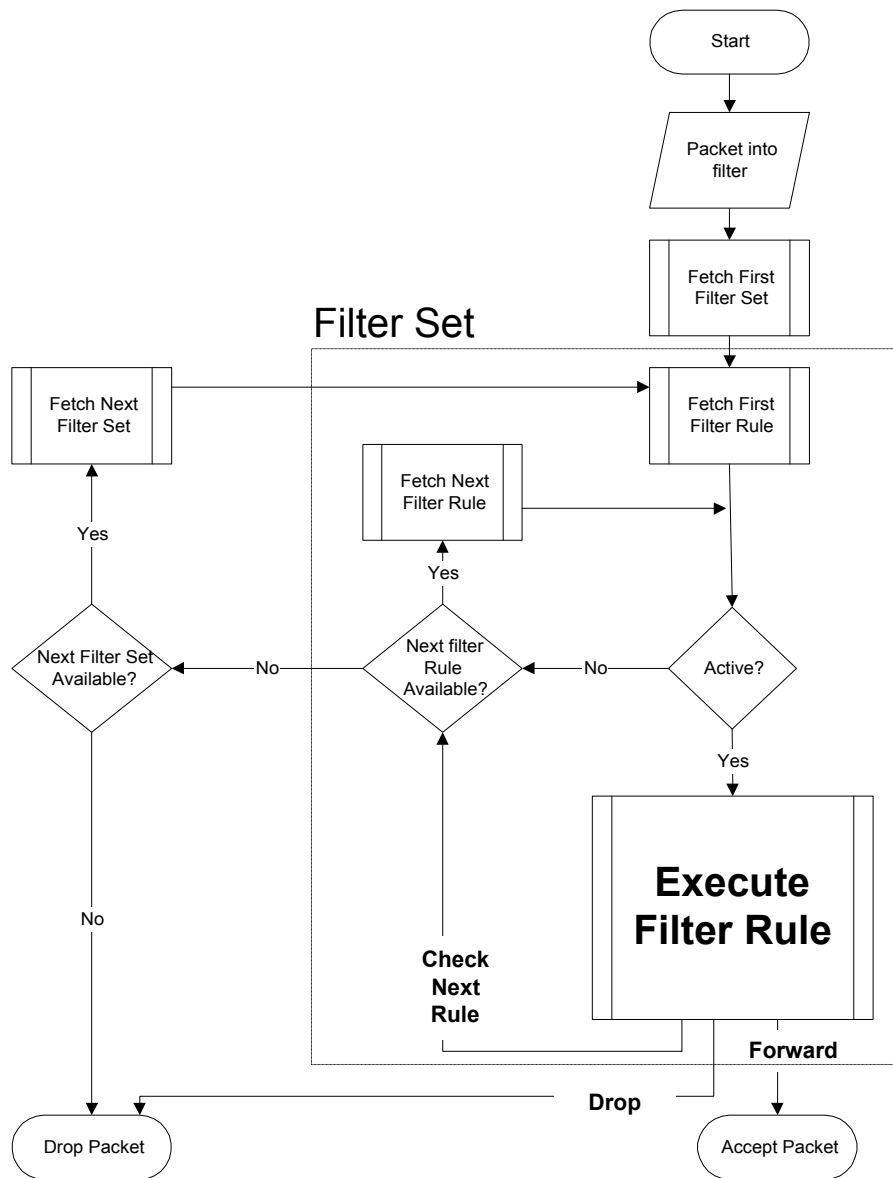 Start
Packet into
filter
Fetch First
Filter Set
Filter Set
Fetch Next
Filter Set
Fetch First
Filter Rule
Fetch Next
Filter Rule
Yes
Yes
Next Filter Set
Available?
No
Next filter
Rule
Available?
No
Active?
Yes
Execute
Filter Rule
No
Check
Next
Rule
Forward
Drop
Drop Packet
Accept Packet